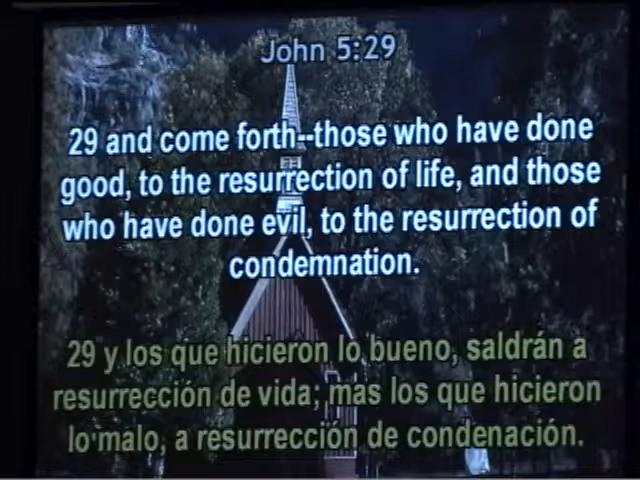 John 5:29
29 and come forth--those who have done
good, to the resurrection of life, and those
who have done evil, to the resurrection of
condemnation.
29 y los que hicieron lo bueno, saldrán a
resurrección de vida; mas los que hicieron
lo malo, a resurrección de condenación.